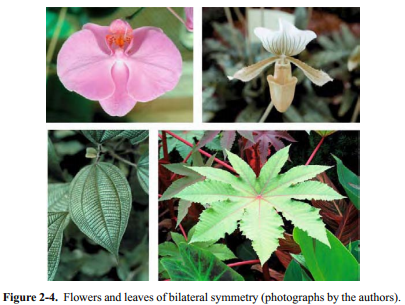 Figure 2-4. Flowers and leaves of bilateral symmetry (photographs by the authors).